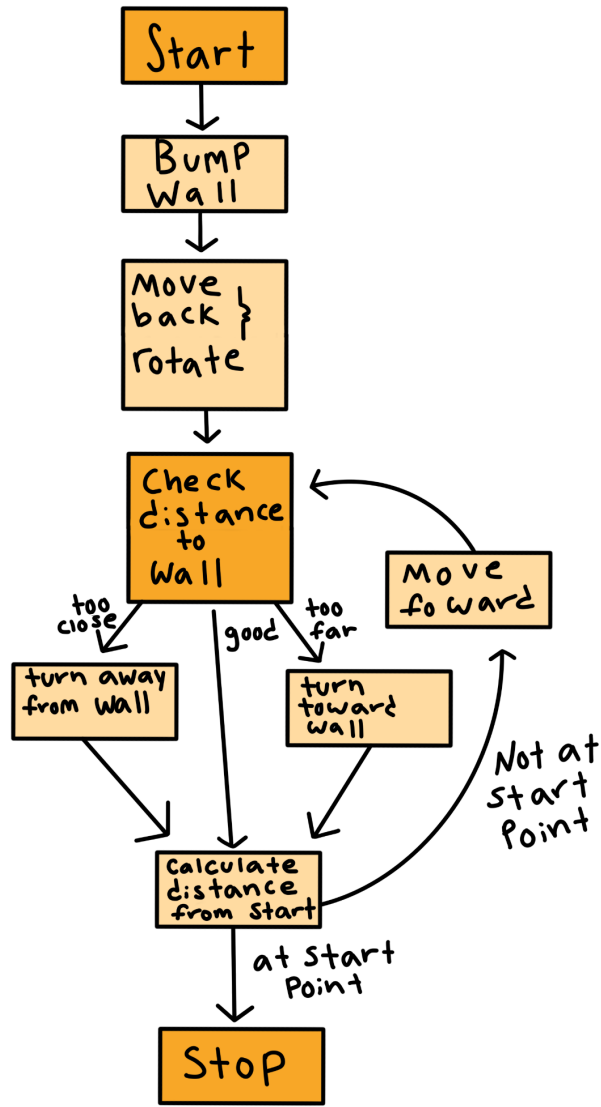 Start
Bump
Wall
Move
back }
rotate
Check
distance
to
Wall
too
close
good
too
far
Move
foward
turn away
from Wall
turn
toward
wall
Not at
start
Point
Calculate
distance
from Start
at Start
Point
Stop